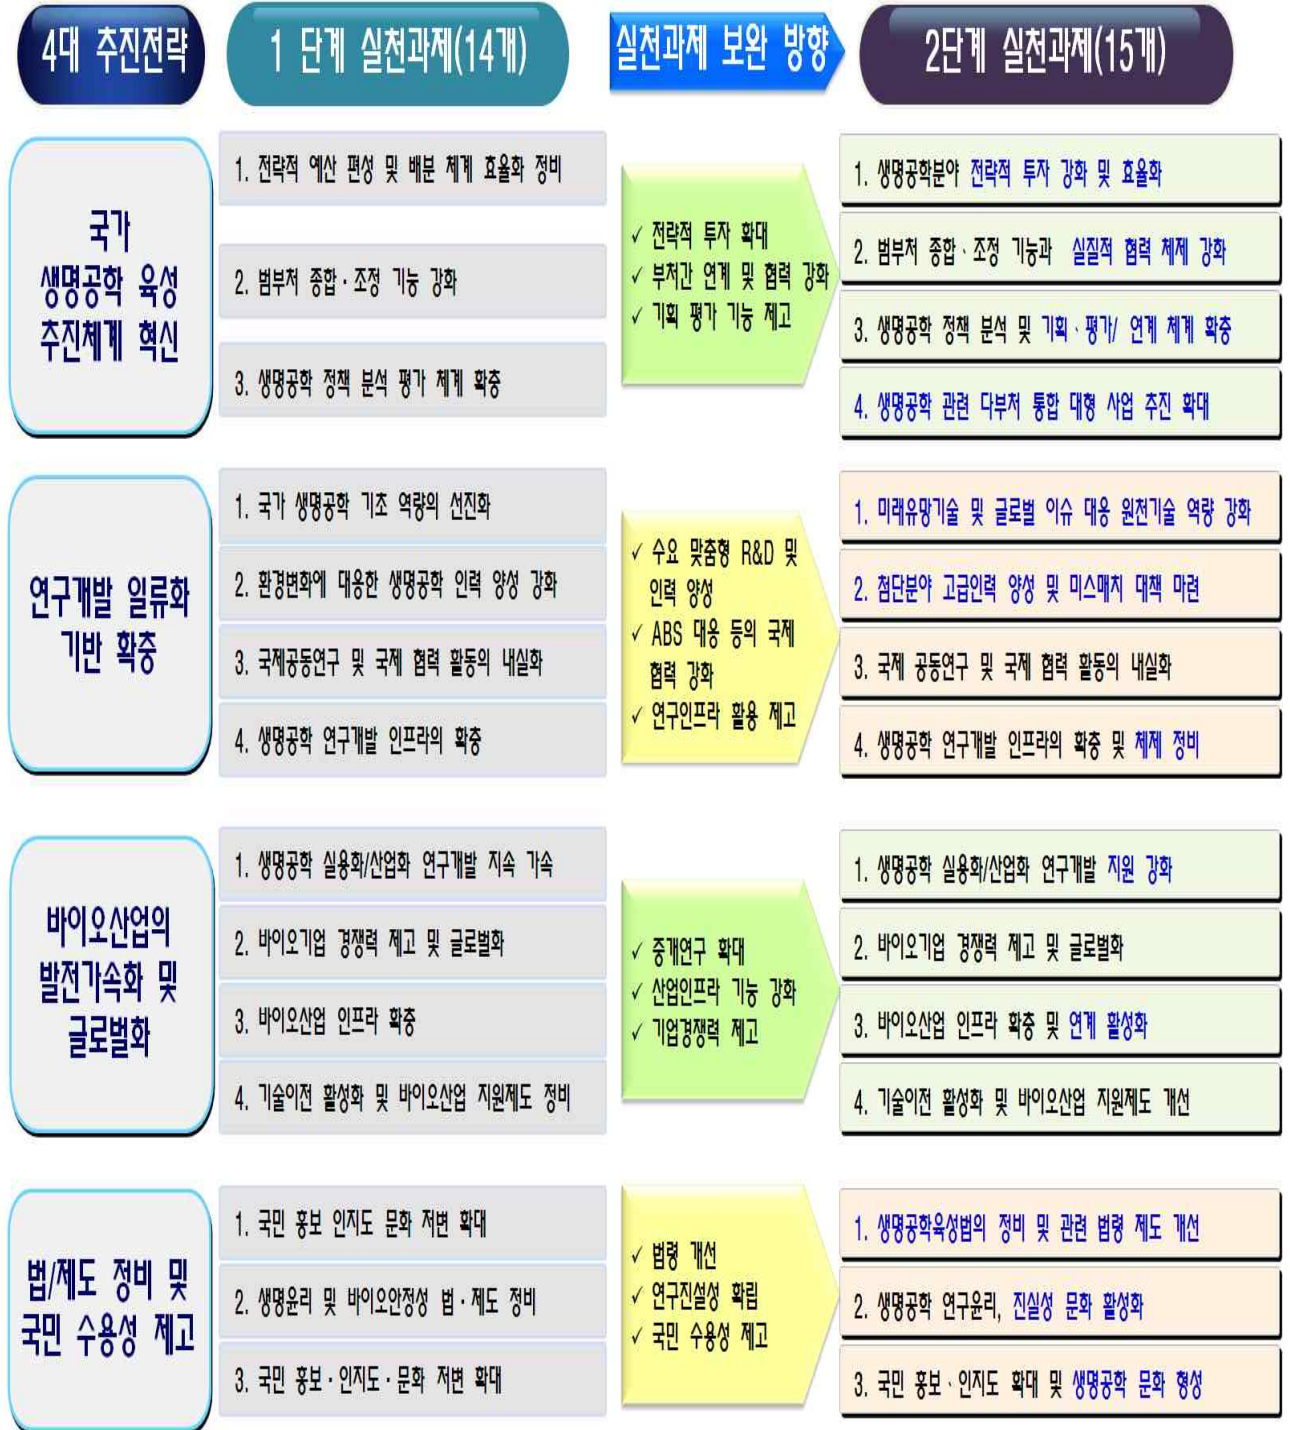 4대 추진전략
1 단계 실천과제(14개)
실천과제 보완 방향
2단계 실천과제(15개)
국가
생명공학 육성
추진체계 혁신
1. 전략적 예산 편성 및 배분 체계 효율화 정비
2. 범부처 종합·조정 기능 강화
3. 생명공학 정책 분석 평가 체계 확충
✓ 전략적 투자 확대
✓ 부처간 연계 및 협력 강화
✓ 기획 평가 기능 제고
1. 생명공학분야 전략적 투자 강화 및 효율화
2. 범부처 종합·조정 기능과 실질적 협력 체제 강화
3. 생명공학 정책 분석 및 기획·평가/ 연계 체계 확충
4. 생명공학 관련 다부처 통합 대형 사업 추진 확대
연구개발 일류화
기반 확충
1. 국가 생명공학 기초 역량의 선진화
2. 환경변화에 대응한 생명공학 인력 양성 강화
3. 국제공동연구 및 국제 협력 활동의 내실화
4. 생명공학 연구개발 인프라의 확충
✓ 수요 맞춤형 R&D 및
인력 양성
✓ ABS 대응 등의 국제
협력 강화
✓ 연구인프라 활용 제고
1. 미래유망기술 및 글로벌 이슈 대응 원천기술 역량 강화
2. 첨단분야 고급인력 양성 및 미스매치 대책 마련
3. 국제 공동연구 및 국제 협력 활동의 내실화
4. 생명공학 연구개발 인프라의 확충 및 체제 정비
바이오산업의
발전가속화 및
글로벌화
1. 생명공학 실용화/산업화 연구개발 지속 가속
2. 바이오기업 경쟁력 제고 및 글로벌화
3. 바이오산업 인프라 확충
4. 기술이전 활성화 및 바이오산업 지원제도 정비
✓ 중개연구 확대
✓ 산업인프라 기능 강화
✓ 기업경쟁력 제고
1. 생명공학 실용화/산업화 연구개발 지원 강화
2. 바이오기업 경쟁력 제고 및 글로벌화
3. 바이오산업 인프라 확충 및 연계 활성화
4. 기술이전 활성화 및 바이오산업 지원제도 개선
법/제도 정비 및
국민 수용성 제고
1. 국민 홍보 인지도 문화 저변 확대
2. 생명윤리 및 바이오안정성 법·제도 정비
3. 국민 홍보·인지도·문화 저변 확대
✓ 법령 개선
✓ 연구진설성 확립
✓ 국민 수용성 제고
1. 생명공학육성법의 정비 및 관련 법령 제도 개선
2. 생명공학 연구윤리, 진실성 문화 활성화
3. 국민 홍보·인지도 확대 및 생명공학 문화 형성